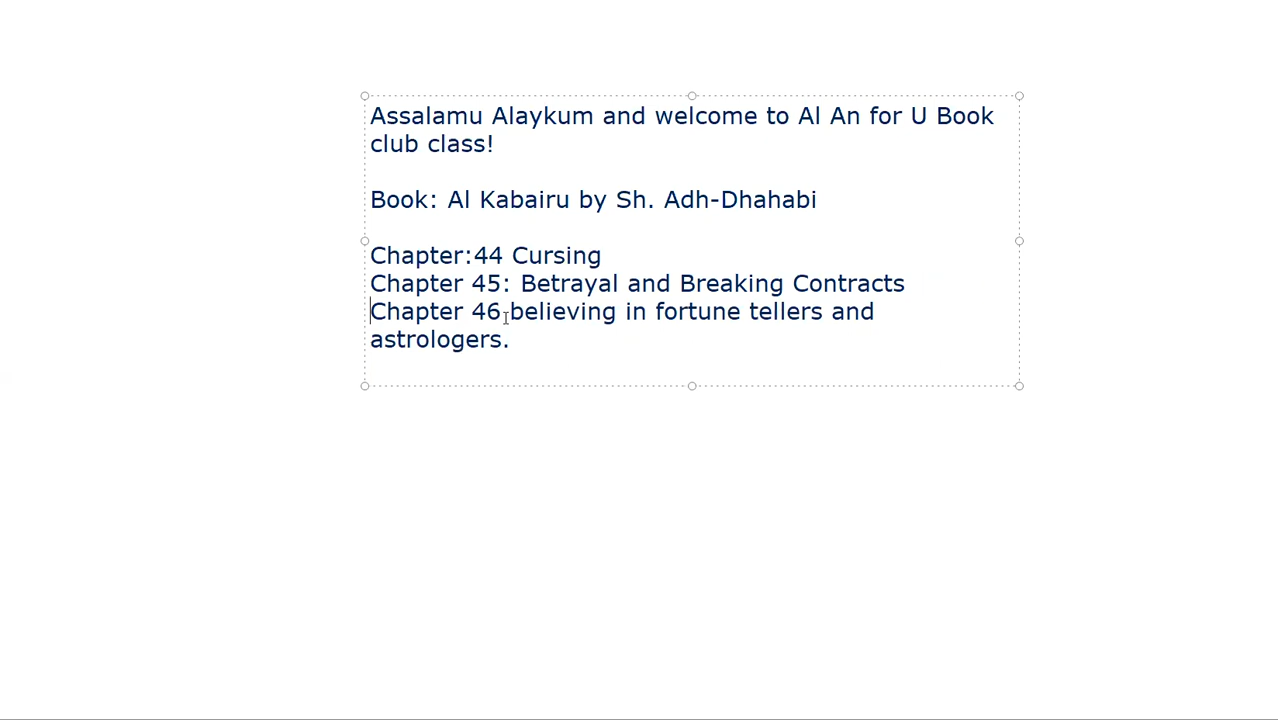 Assalamu Alaykum and welcome to Al An for U Book
club class!
Book: Al Kabairu by Sh. Adh-Dhahabi
Chapter:44 Cursing
Chapter 45: Betrayal and Breaking Contracts
Chapter 46 believing in fortune tellers and
astrologers.